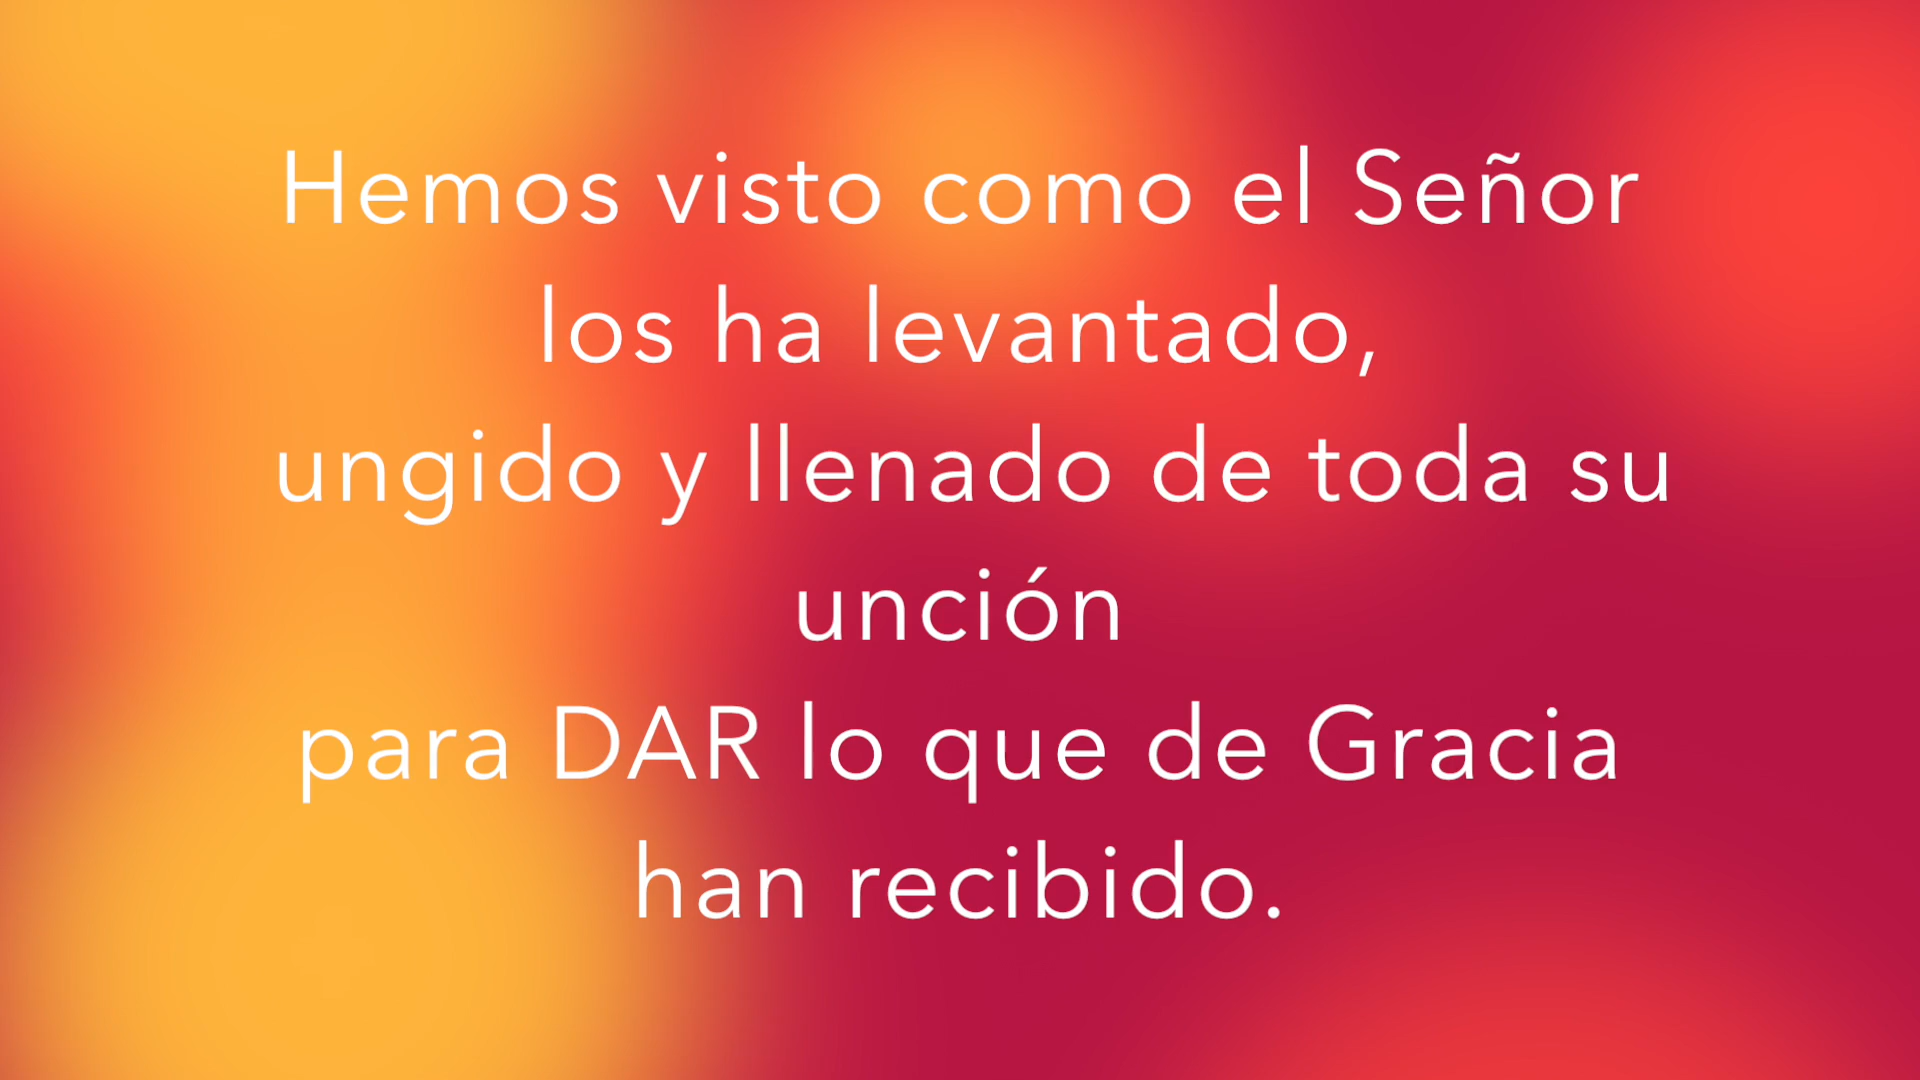 Hemos visto como el Señor
los ha levantado,
ungido y llenado de toda su
unción
para DAR lo que de Gracia
han recibido.